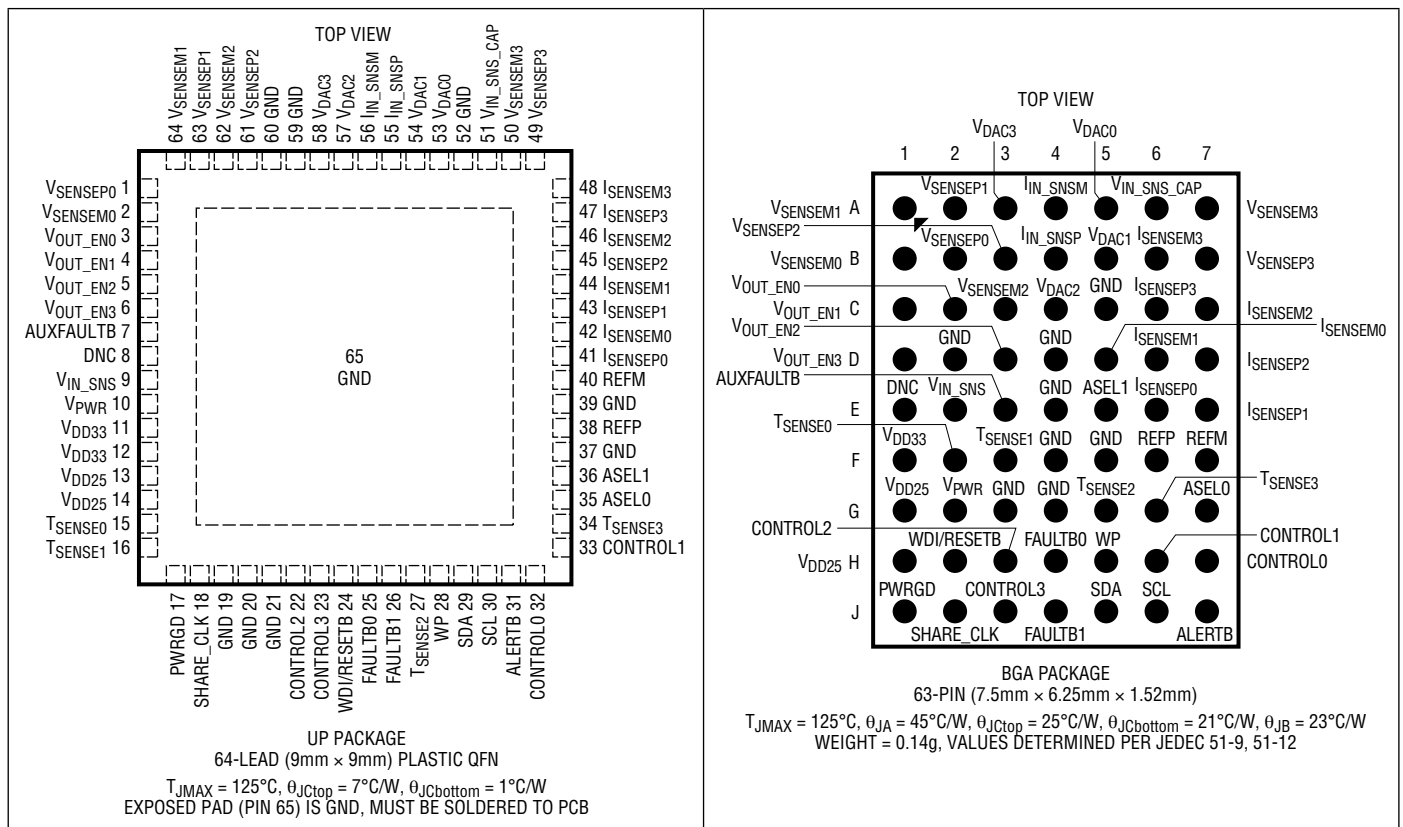 TOP VIEW
64 VSENSEM1
63 VSENSEP1
62 VSENSEM2
61 VSENSEP2
60 GND
59 GND
58 VDAC3
57 VDAC2
56 IIN_SNSM
55 IIN_SNSP
54 VDAC1
53 VDAC0
52 GND
51 VIN_SNS_CAP
50 VSENSEM3
49 VSENSEP3
VSENSEP0 1
VSENSEM0 2
VOUT_EN0 3
VOUT_EN1 4
VOUT_EN2 5
VOUT_EN3 6
AUXFAULTB 7
DNC 8
VIN_SNS 9
VPWR 10
VDD33 11
VDD33 12
VDD25 13
VDD25 14
TSENSE0 15
TSENSE1 16
65
GND
48 ISENSEM3
47 ISENSEP3
46 ISENSEM2
45 ISENSEP2
44 ISENSEM1
43 ISENSEP1
42 ISENSEM0
41 ISENSEP0
40 REFM
39 GND
38 REFP
37 GND
36 ASEL1
35 ASEL0
34 TSENSE3
33 CONTROL1
PWRGD 17
SHARE_CLK 18
GND 19
GND 20
GND 21
CONTROL2 22
CONTROL3 23
WDI/RESETB 24
FAULTB0 25
FAULTB1 26
TSENSE2 27
WP 28
SDA 29
SCL 30
ALERTB 31
CONTROL0 32
UP PACKAGE
64-LEAD (9mm × 9mm) PLASTIC QFN
TJMAX = 125°C, θJCtop = 7°C/W, θJCbottom = 1°C/W
EXPOSED PAD (PIN 65) IS GND, MUST BE SOLDERED TO PCB
TOP VIEW
VDAC3 VDAC0
1 2 3 4 5 6 7
VSENSEP1 IIN_SNSM VIN_SNS_CAP
VSENSEM1 A VSENSEM3
VSENSEP2
VSENSEP0 IIN_SNSP VDAC1 ISENSEM3
VSENSEM0 B VSENSEP3
VOUT_EN0
VSENSEM2 VDAC2 GND ISENSEP3
VOUT_EN1 C ISENSEM2
VOUT_EN2 ISENSEM0
GND GND ISENSEM1
VOUT_EN3 D ISENSEP2
AUXFAULTB
DNC VIN_SNS GND ASEL1 ISENSEP0
E ISENSEP1
TSENSE0
VDD33 TSENSE1 GND GND REFP REFM
F
VDD25 VPWR GND GND TSENSE2 ASEL0
TSENSE3
G
CONTROL2 CONTROL1
WDI/RESETB FAULTB0 WP
VDD25 H CONTROL0
PWRGD CONTROL3 SDA SCL
J
SHARE_CLK FAULTB1 ALERTB
BGA PACKAGE
63-PIN (7.5mm × 6.25mm × 1.52mm)
TJMAX = 125°C, θJA = 45°C/W, θJCtop = 25°C/W, θJCbottom = 21°C/W, θJB = 23°C/W
WEIGHT = 0.14g, VALUES DETERMINED PER JEDEC 51-9, 51-12